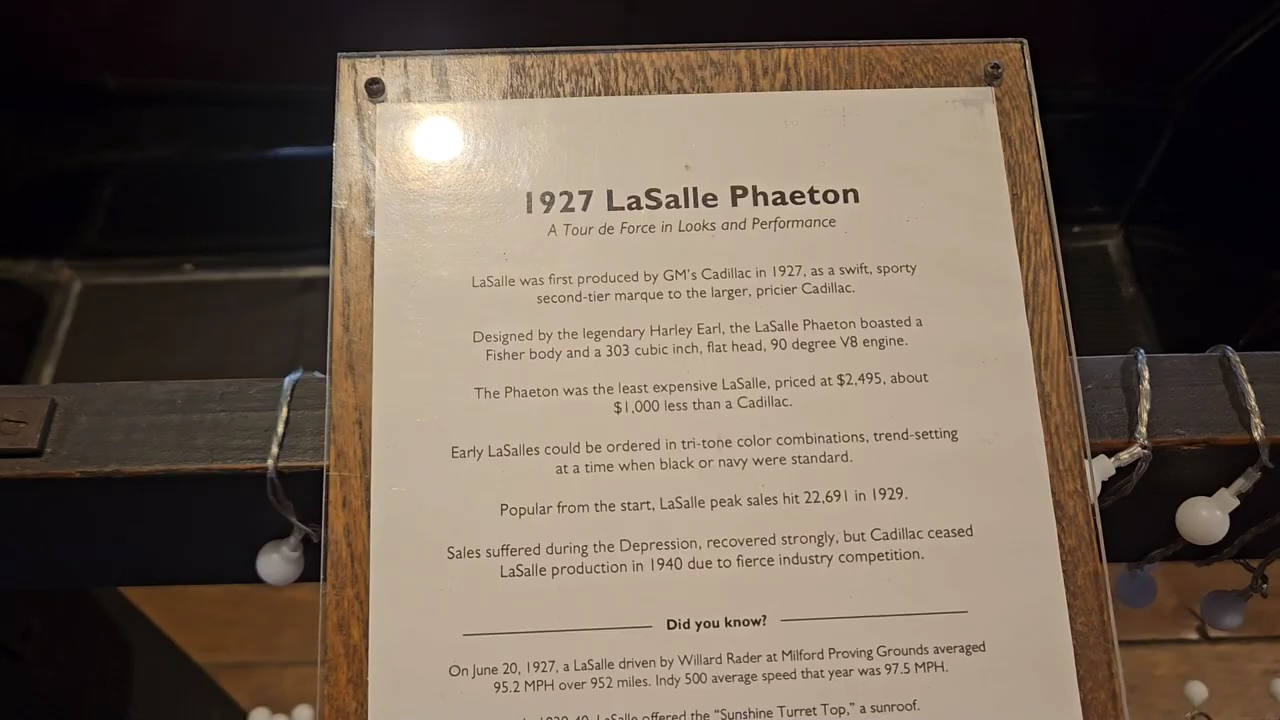 1927 LaSalle Phaeton
A Tour de Force in Looks and Performance
LaSalle was first produced by GM's Cadillac in 1927, as a swift, sporty
second-tier marque to the larger, pricier Cadillac.
Designed by the legendary Harley Earl, the LaSalle Phaeton boasted a
Fisher body and a 303 cubic inch, flat head, 90 degree V8 engine.
The Phaeton was the least expensive LaSalle, priced at $2,495, about
$1,000 less than a Cadillac.
Early LaSalles could be ordered in tri-tone color combinations, trend-setting
at a time when black or navy were standard.
Popular from the start, LaSalle peak sales hit 22,691 in 1929.
Sales suffered during the Depression, recovered strongly, but Cadillac ceased
LaSalle production in 1940 due to fierce industry competition.
Did you know?
On June 20, 1927, a LaSalle driven by Willard Rader at Milford Proving Grounds averaged
95.2 MPH over 952 miles. Indy 500 average speed that year was 97.5 MPH.
LaSalle offered the "Sunshine Turret Top," a sunroof.